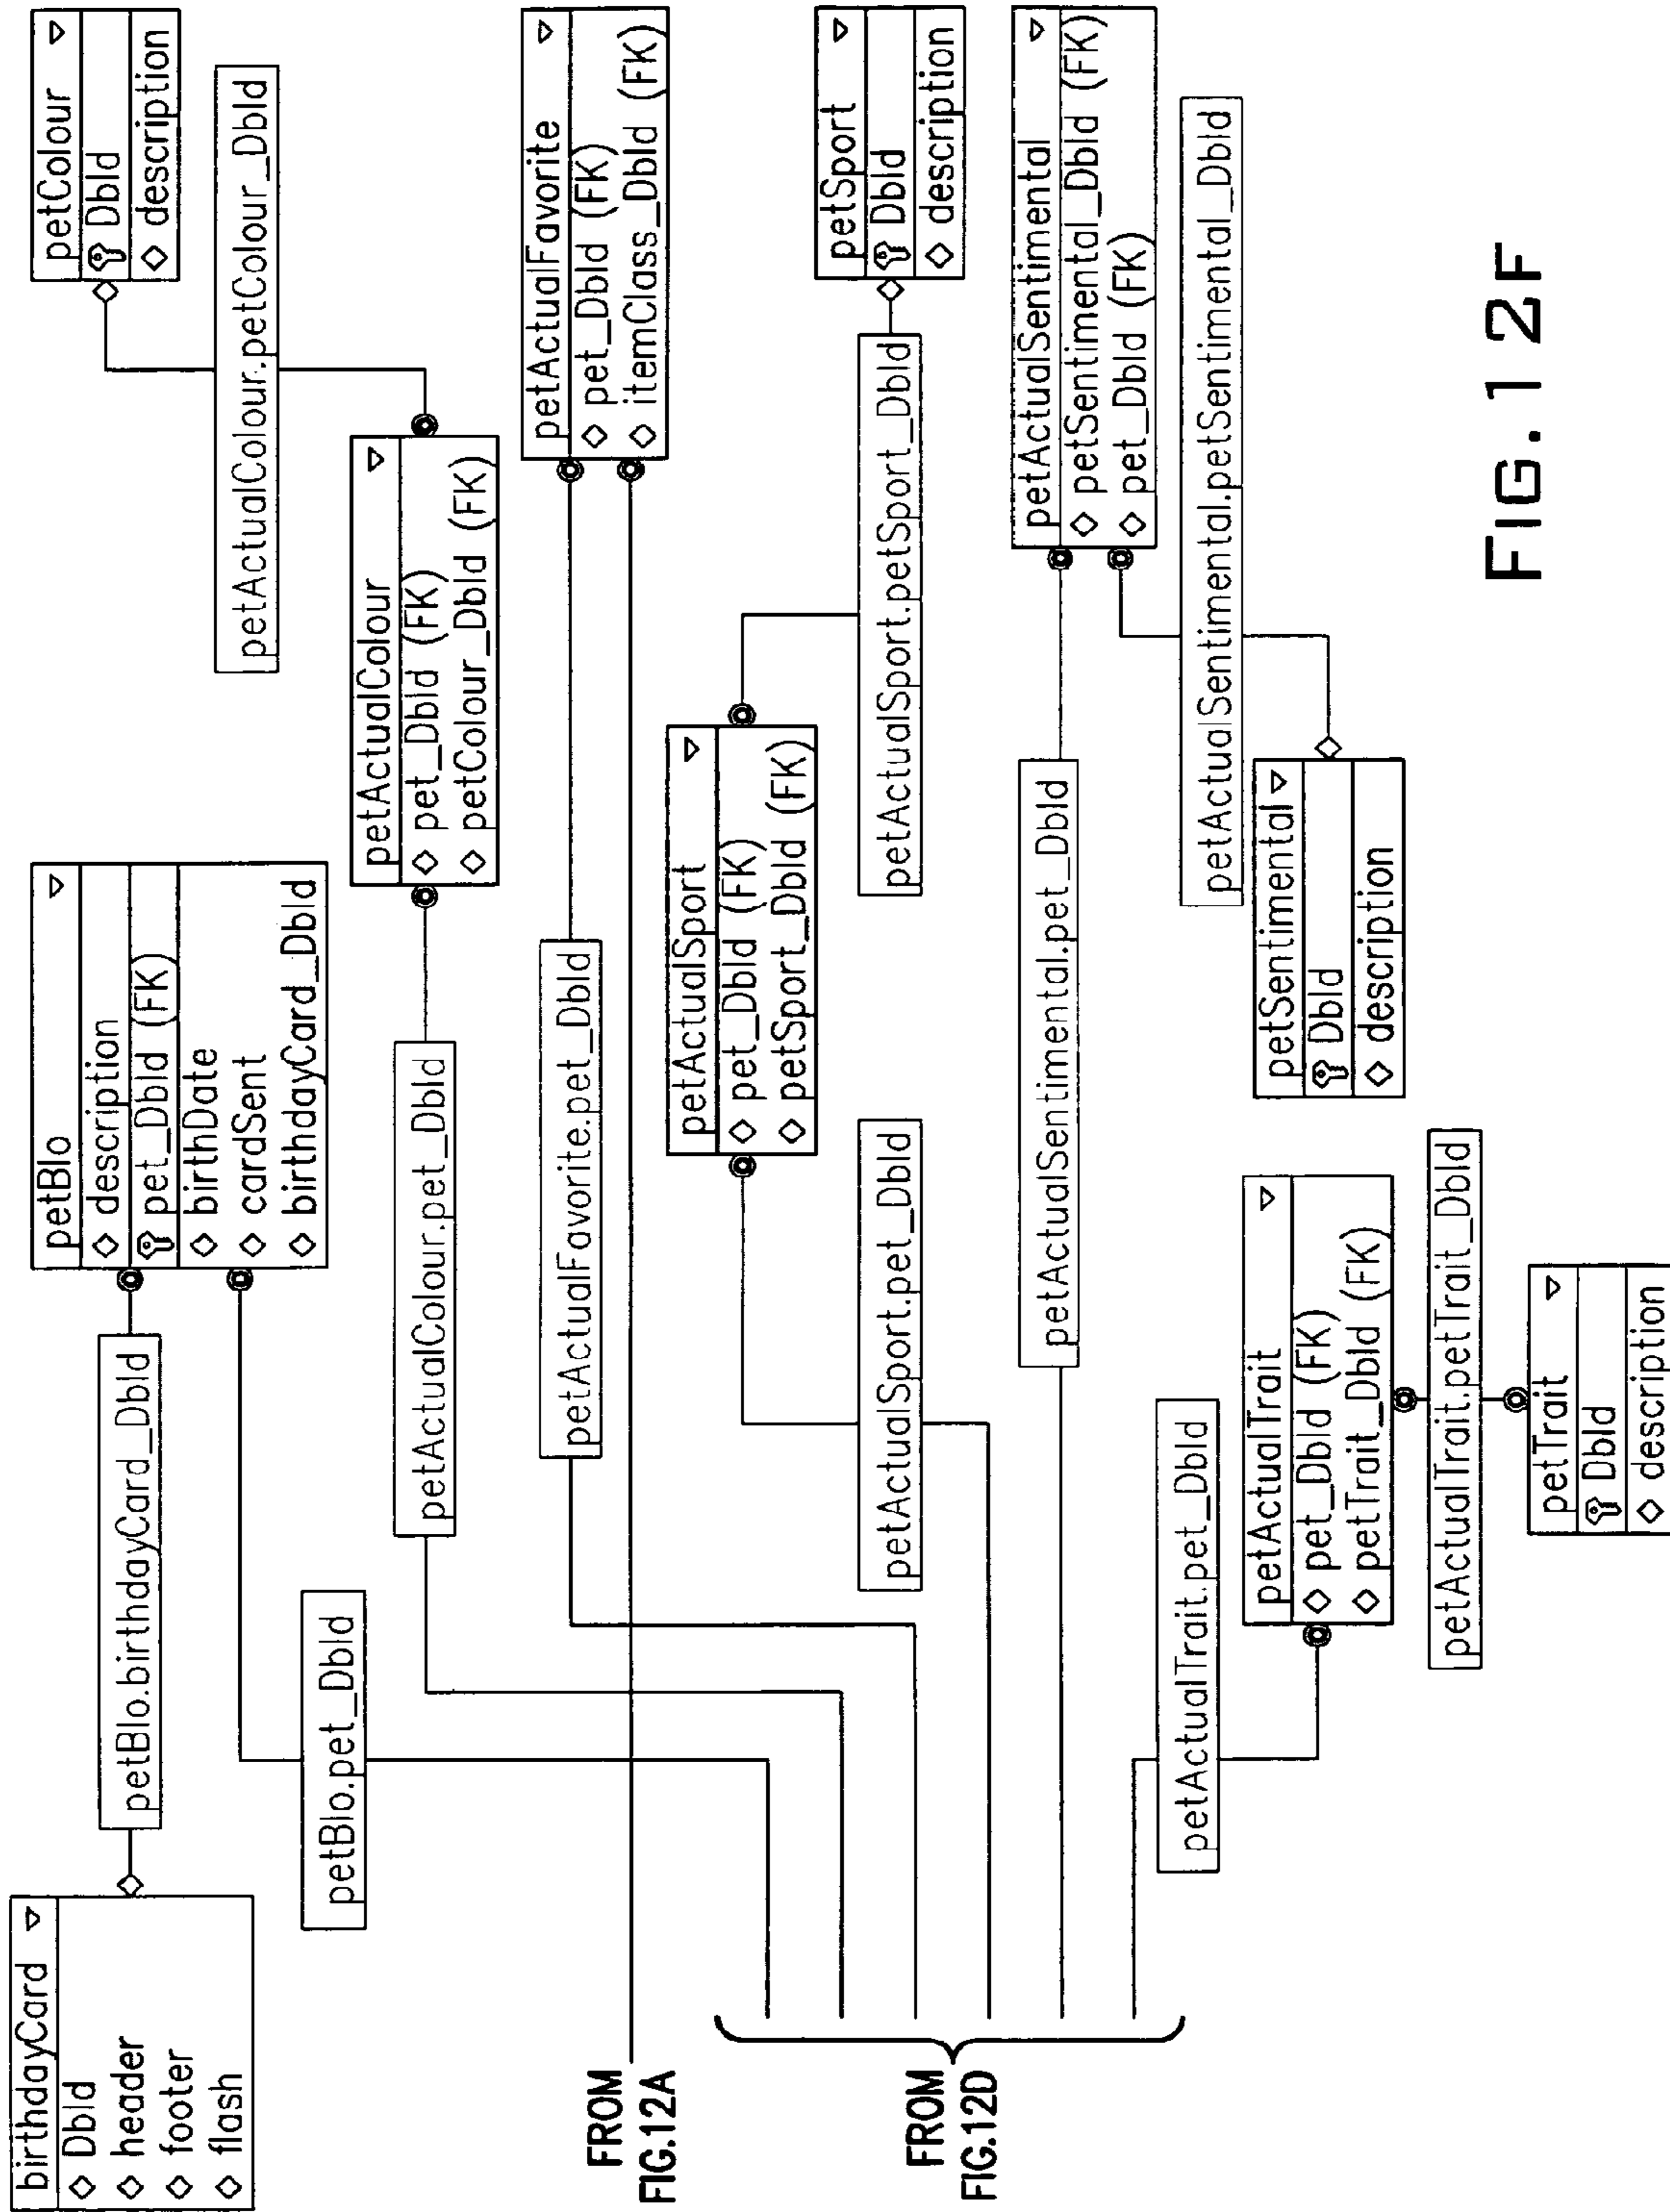 birthdayCard
DbId
header
footer
flash
petBlo.birthdayCard_DbId
petBlo
description
pet_DbId (FK)
birthDate
cardSent
birthdayCard_DbId
petColour
DbId
description
petActualColour.petColour_DbId
petBlo.pet_DbId
petActualColour.pet_DbId
petActualColour
pet_DbId (FK)
petColour_DbId (FK)
petActualFavorite.pet_DbId
petActualFavorite
pet_DbId (FK)
itemClass_DbId (FK)
FROM
FIG.12A
petActualSport
pet_DbId (FK)
petSport_DbId (FK)
petSport
DbId
description
petActualSport.pet_DbId
petActualSport.petSport_DbId
FROM
FIG.12D
petActualSentimental.pet_DbId
petActualSentimental
petSentimental_DbId (FK)
pet_DbId (FK)
petActualTrait.pet_DbId
petActualSentimental.petSentimental_DbId
petActualTrait
pet_DbId (FK)
petTrait_DbId (FK)
petSentimental
DbId
description
petActualTrait.petTrait_DbId
petTrait
DbId
description
FIG.12F